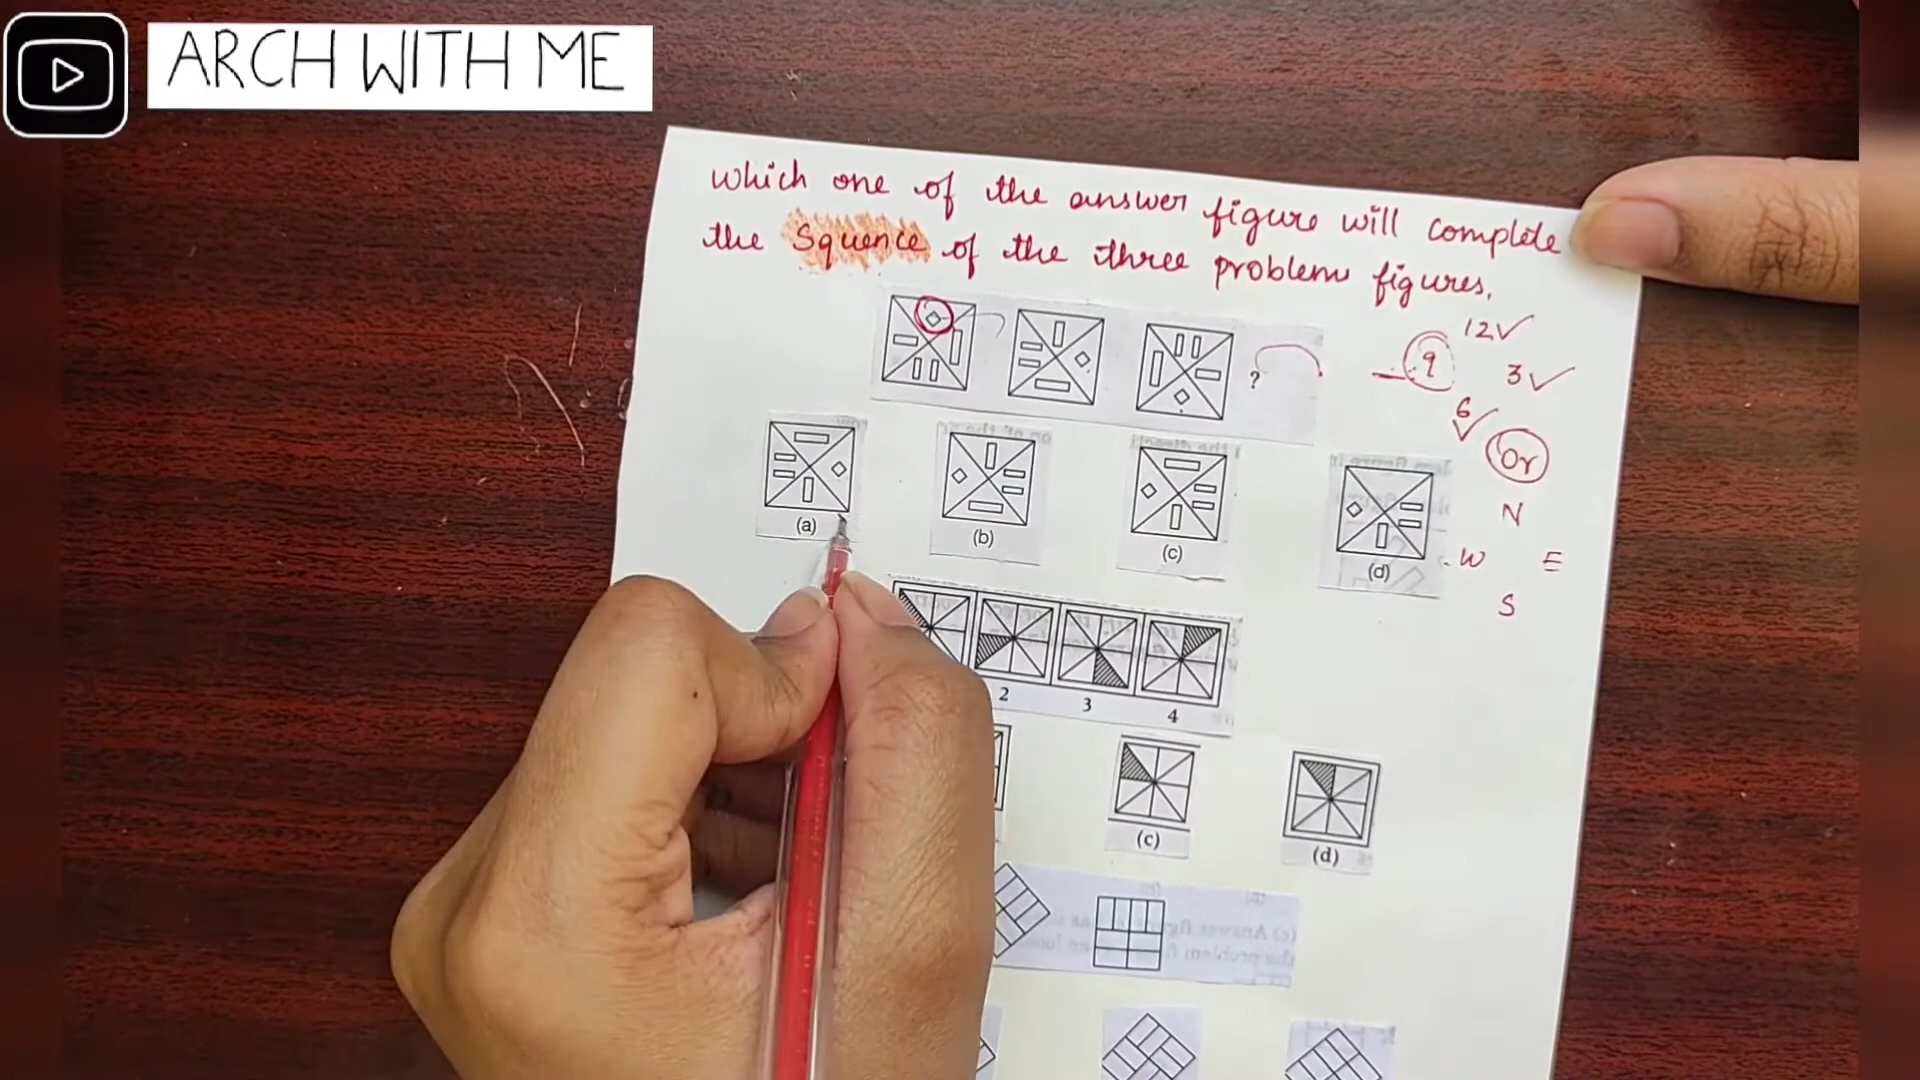 ARCH WITH ME
which one of the answer figure will complete
the Squence of the three problem figures.
?
9
12
3
6
Or
N
W E
S
(a)
(b)
(c)
(d)
2
3
4
(c)
(d)